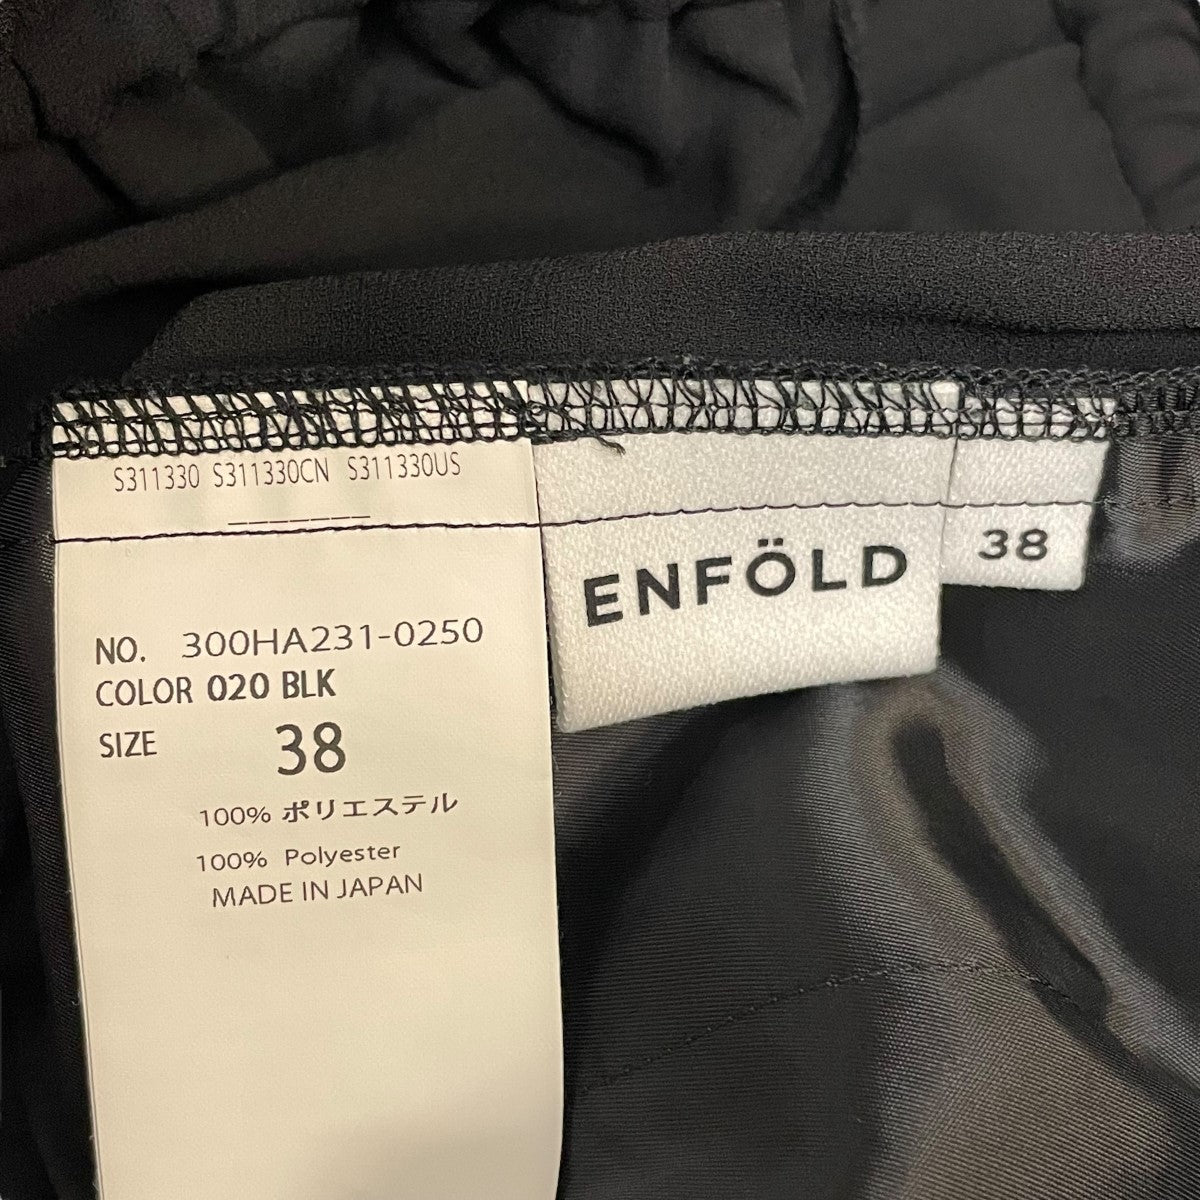 S311330 S311330CN S311330US
NO. 300HA231-0250
COLOR 020 BLK
SIZE 38
100% ポリエステル
100% Polyester
MADE IN JAPAN
ENFÖLD
38